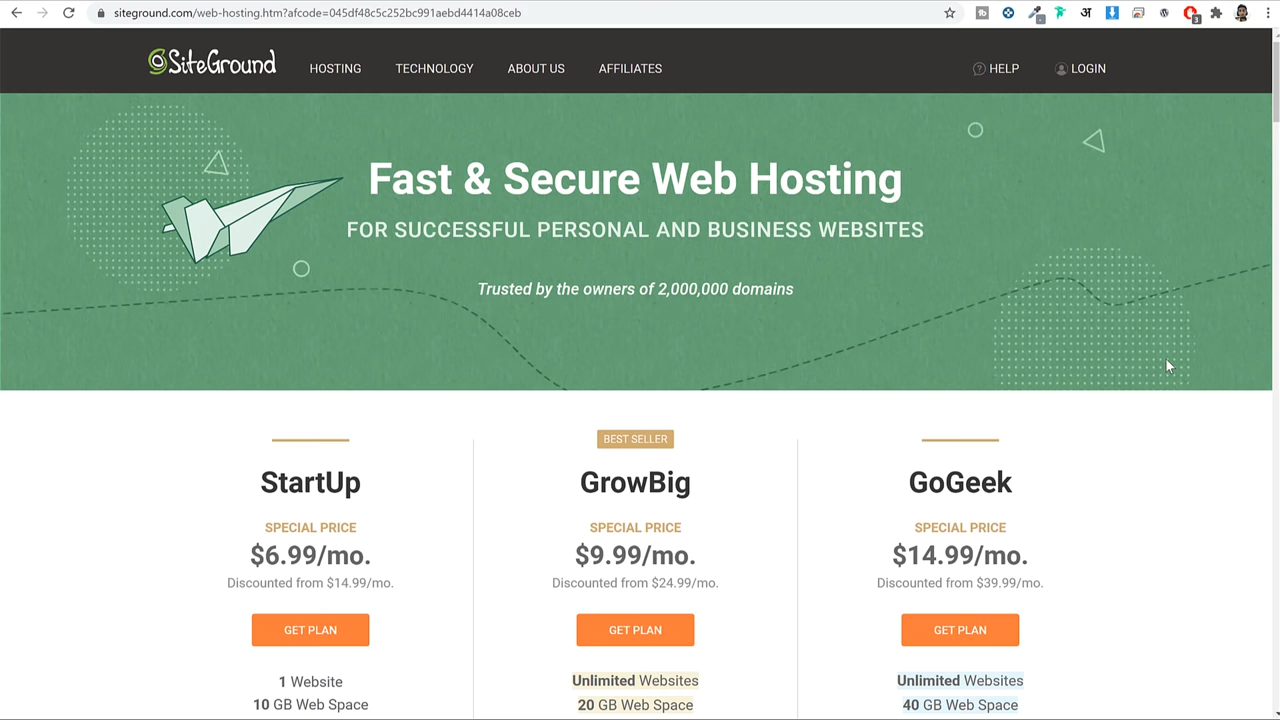 siteground.com/web-hosting.htm?afcode=045df48c5c252bc991aebd4414a08ceb
अ
3
SiteGround
HOSTING
TECHNOLOGY
ABOUT US
AFFILIATES
HELP
LOGIN
Fast & Secure Web Hosting
FOR SUCCESSFUL PERSONAL AND BUSINESS WEBSITES
Trusted by the owners of 2,000,000 domains
StartUp
SPECIAL PRICE
$6.99/mo.
Discounted from $14.99/mo.
GET PLAN
1 Website
10 GB Web Space
BEST SELLER
GrowBig
SPECIAL PRICE
$9.99/mo.
Discounted from $24.99/mo.
GET PLAN
Unlimited Websites
20 GB Web Space
GoGeek
SPECIAL PRICE
$14.99/mo.
Discounted from $39.99/mo.
GET PLAN
Unlimited Websites
40 GB Web Space